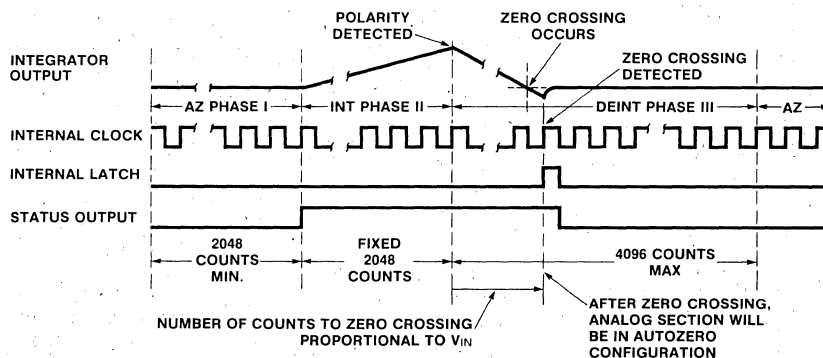 POLARITY
DETECTED
ZERO CROSSING
OCCURS
ZERO CROSSING
DETECTED
INTEGRATOR
OUTPUT
AZ PHASE I
INT PHASE II
DEINT PHASE III
AZ
INTERNAL CLOCK
INTERNAL LATCH
STATUS OUTPUT
2048
COUNTS
MIN.
FIXED
2048
COUNTS
4096 COUNTS
MAX
NUMBER OF COUNTS TO ZERO CROSSING
PROPORTIONAL TO VIN
AFTER ZERO CROSSING,
ANALOG SECTION WILL
BE IN AUTOZERO
CONFIGURATION